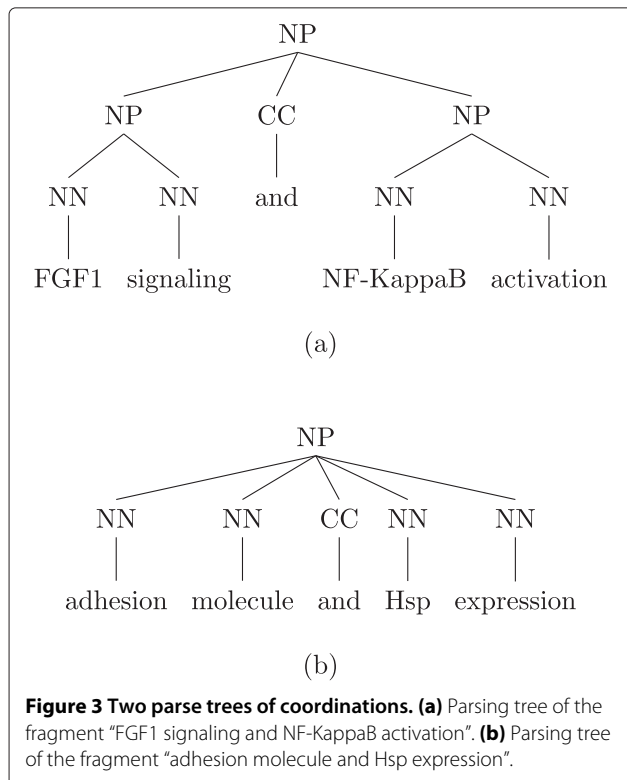 NP
NP CC NP
NN NN and NN NN
FGF1 signaling NF-KappaB activation
(a)
NP
NN NN CC NN NN
adhesion molecule and Hsp expression
(b)
Figure 3 Two parse trees of coordinations. (a) Parsing tree of the
fragment “FGF1 signaling and NF-KappaB activation”. (b) Parsing tree
of the fragment “adhesion molecule and Hsp expression”.